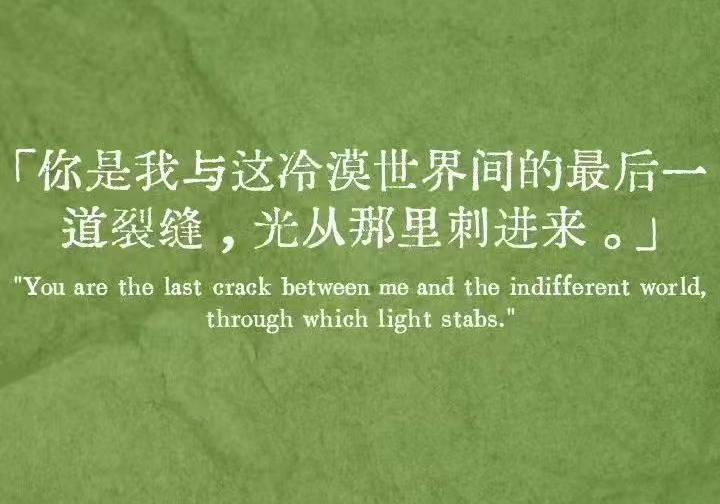 「你是我与这冷漠世界间的最后一
道裂缝，光从那里刺进来。」
"You are the last crack between me and the indifferent world,
through which light stabs."